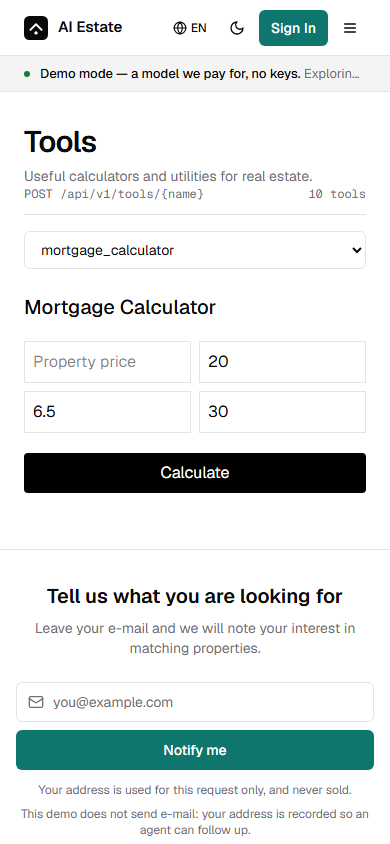 AI Estate
EN
Sign In
Demo mode — a model we pay for, no keys. Explorin...
Tools
Useful calculators and utilities for real estate.
POST /api/v1/tools/{name}
10 tools
mortgage_calculator
Mortgage Calculator
Property price
20
6.5
30
Calculate
Tell us what you are looking for
Leave your e-mail and we will note your interest in
matching properties.
you@example.com
Notify me
Your address is used for this request only, and never sold.
This demo does not send e-mail: your address is recorded so an
agent can follow up.